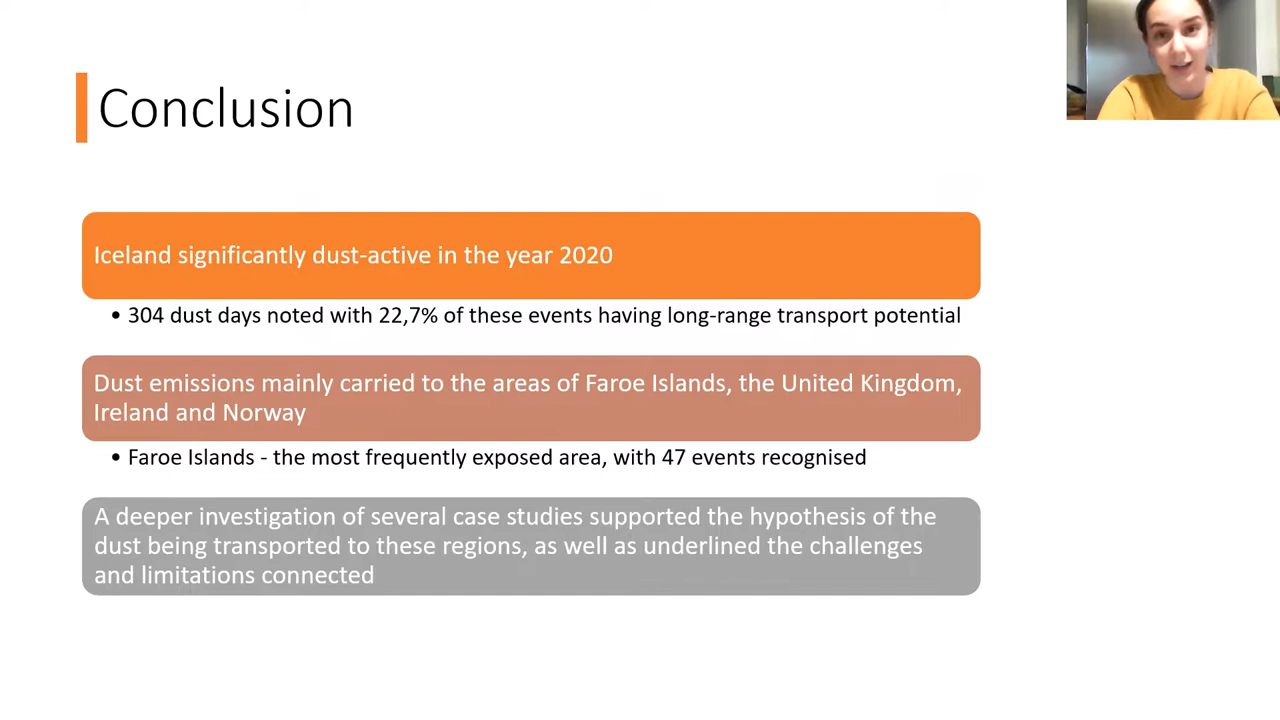 Conclusion
Iceland significantly dust-active in the year 2020
• 304 dust days noted with 22,7% of these events having long-range transport potential
Dust emissions mainly carried to the areas of Faroe Islands, the United Kingdom,
Ireland and Norway
• Faroe Islands - the most frequently exposed area, with 47 events recognised
A deeper investigation of several case studies supported the hypothesis of the
dust being transported to these regions, as well as underlined the challenges
and limitations connected